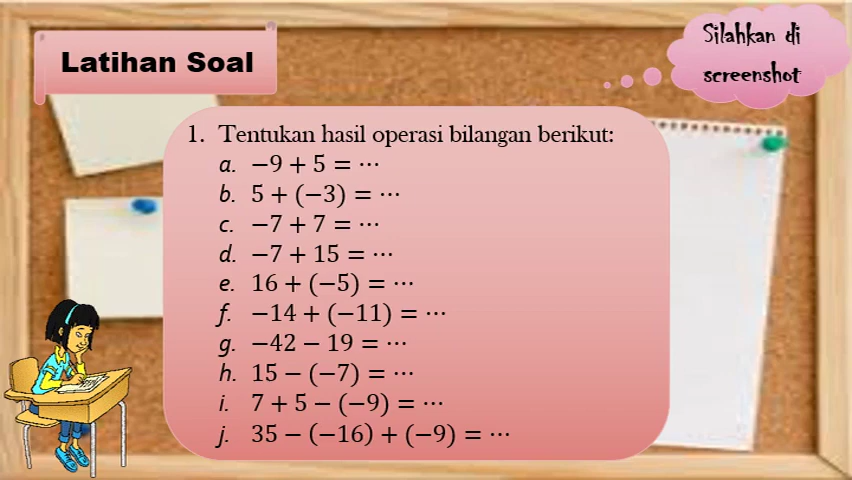 Latihan Soal
Silahkan di
screenshot
1. Tentukan hasil operasi bilangan berikut:
a. −9 + 5 = ⋯
b. 5 + (−3) = ⋯
c. −7 + 7 = ⋯
d. −7 + 15 = ⋯
e. 16 + (−5) = ⋯
f. −14 + (−11) = ⋯
g. −42 − 19 = ⋯
h. 15 − (−7) = ⋯
i. 7 + 5 − (−9) = ⋯
j. 35 − (−16) + (−9) = ⋯